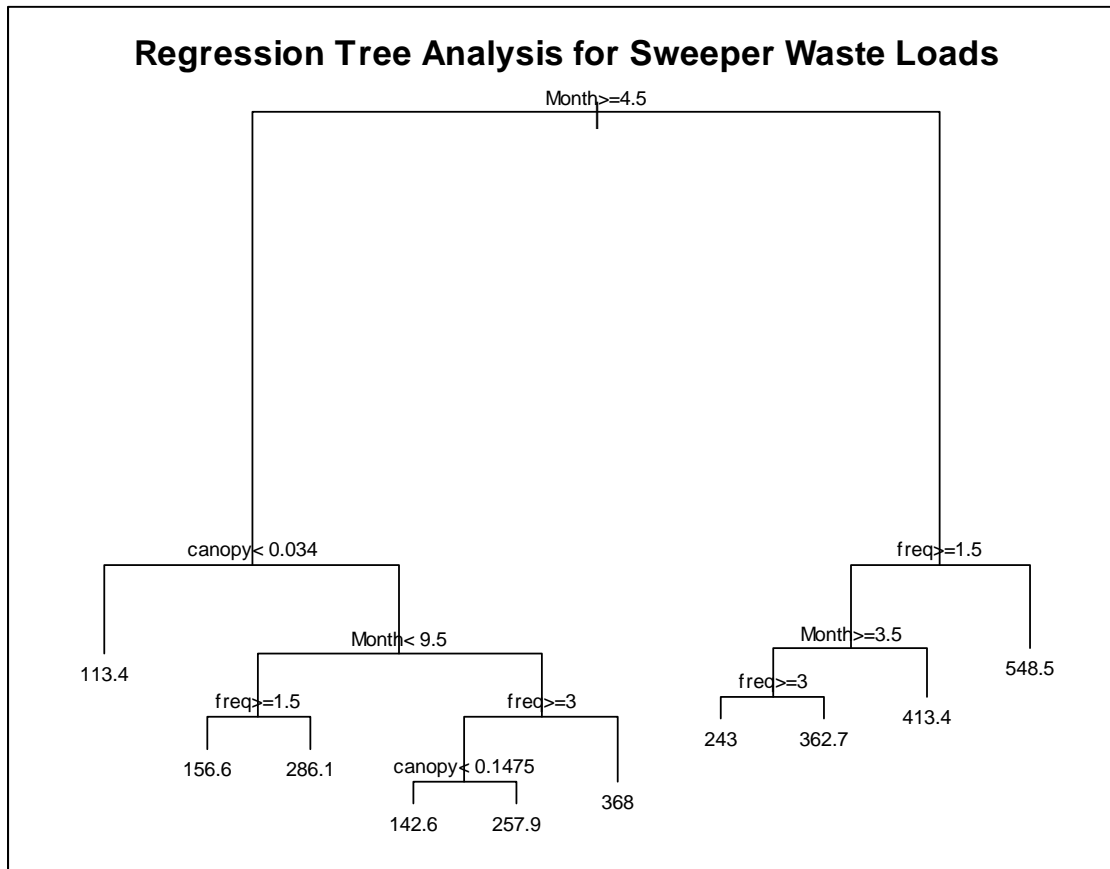 Regression Tree Analysis for Sweeper Waste Loads
Month>=4.5
canopy< 0.034
freq>=1.5
Month< 9.5
Month>=3.5
113.4
548.5
freq>=1.5
freq>=3
freq>=3
243
362.7
413.4
156.6
286.1
canopy< 0.1475
368
142.6
257.9